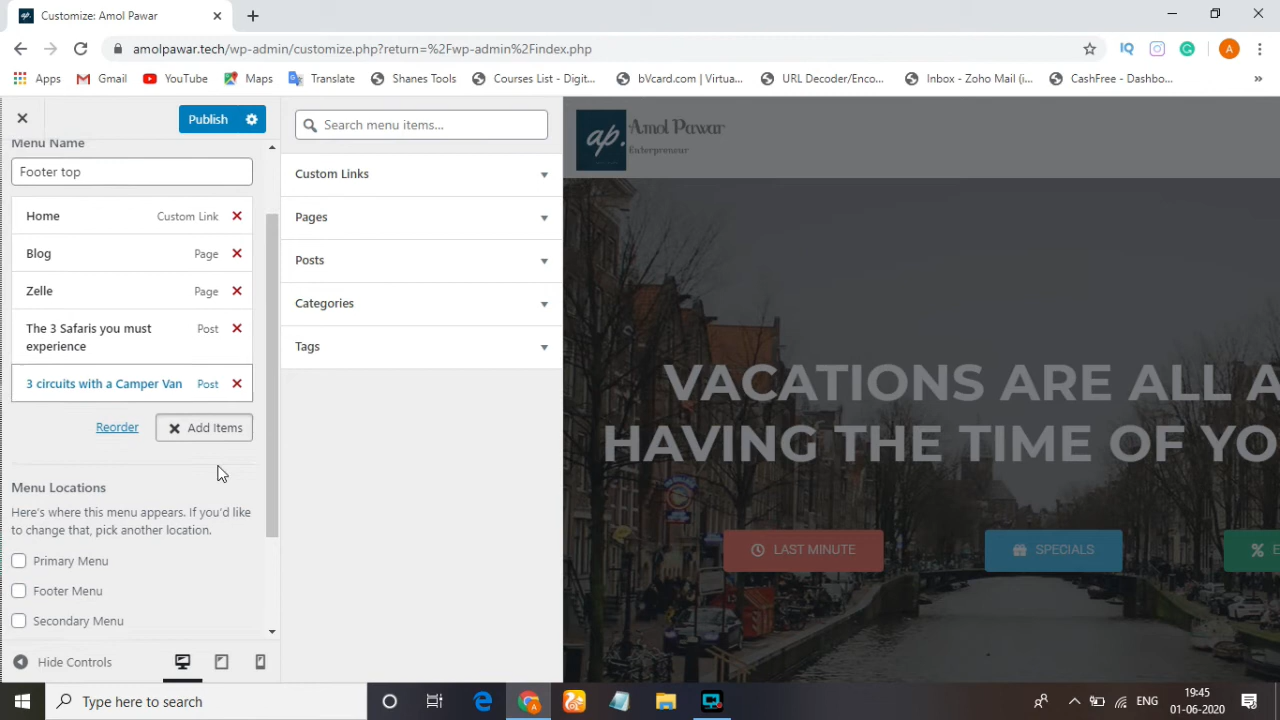 Customize: Amol Pawar
amolpawar.tech/wp-admin/customize.php?return=%2Fwp-admin%2Findex.php
Apps
Gmail
YouTube
Maps
Translate
Shanes Tools
Courses List - Digit...
bVcard.com | Virtua...
URL Decoder/Enco...
Inbox - Zoho Mail (i...
CashFree - Dashbo...
»
Publish
Search menu items...
Menu Name
Footer top
Home Custom Link
Blog Page
Zelle Page
The 3 Safaris you must Post
experience
3 circuits with a Camper Van Post
Reorder
Add Items
Menu Locations
Here's where this menu appears. If you'd like
to change that, pick another location.
Primary Menu
Footer Menu
Secondary Menu
Hide Controls
Custom Links
Pages
Posts
Categories
Tags
ap.
Amol Pawar
Enterpreneur
VACATIONS ARE ALL A
HAVING THE TIME OF YO
LAST MINUTE
SPECIALS
E
Type here to search
ENG
19:45
01-06-2020